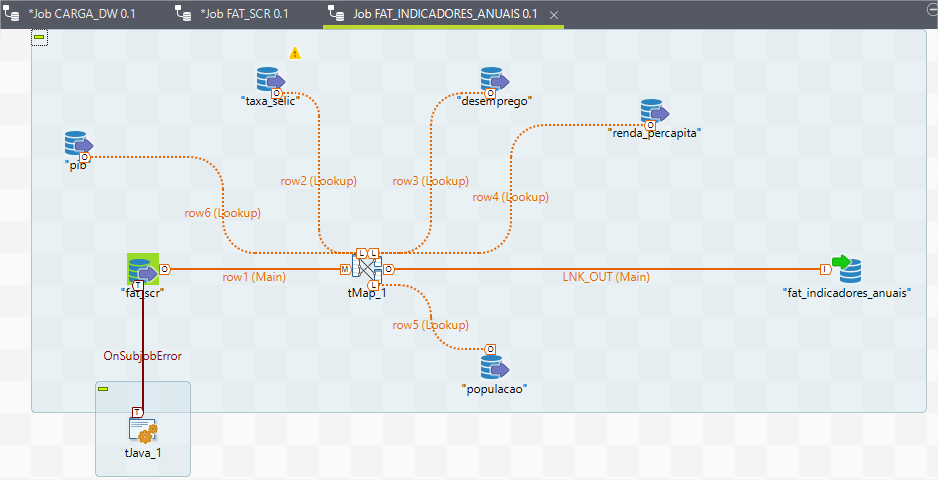 *Job CARGA_DW 0.1
*Job FAT_SCR 0.1
Job FAT_INDICADORES_ANUAIS 0.1
"taxa_selic"
"desemprego"
"renda_percapita"
"pib"
row2 (Lookup)
row3 (Lookup)
row4 (Lookup)
row6 (Lookup)
row1 (Main)
LNK_OUT (Main)
"fat_scr"
tMap_1
"fat_indicadores_anuais"
row5 (Lookup)
OnSubjobError
"populacao"
tJava_1